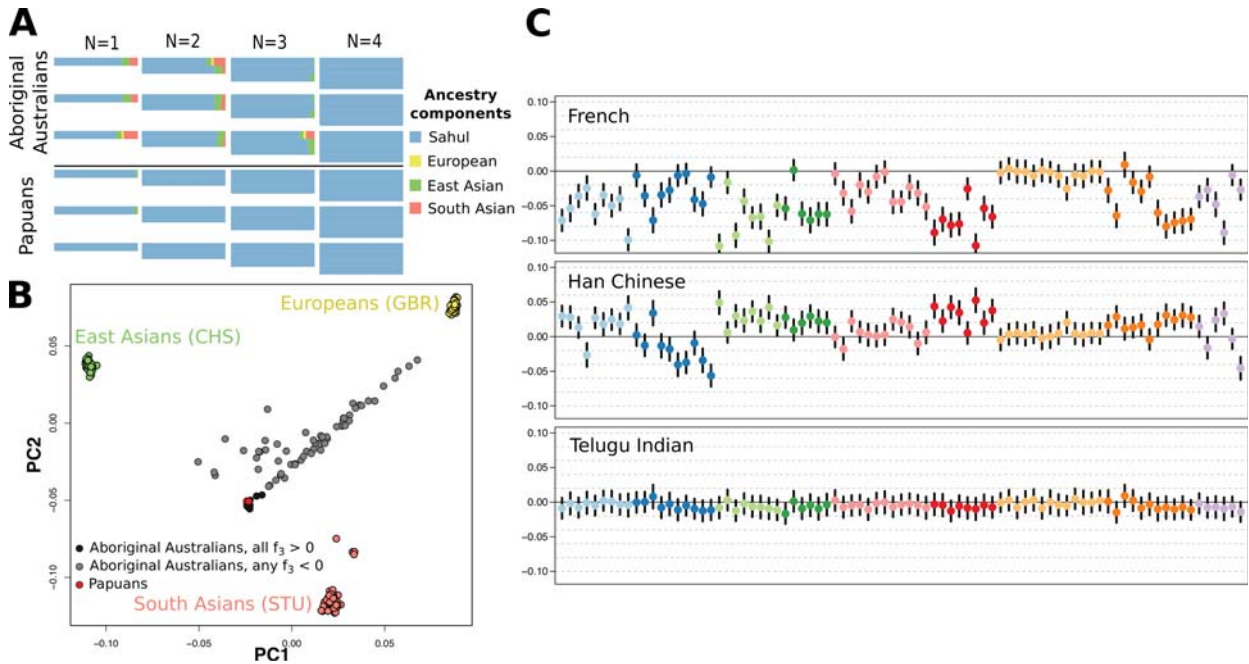 A
N=1 N=2 N=3 N=4
Aboriginal
Australians
Papuans
Ancestry
components
Sahul
European
East Asian
South Asian
B
Europeans (GBR)
East Asians (CHS)
South Asians (STU)
Aboriginal Australians, all f3 > 0
Aboriginal Australians, any f3 < 0
Papuans
PC2
0.05
0.00
−0.05
−0.10
−0.10 −0.05 0.00 0.05
PC1
C
French
0.10
0.05
0.00
−0.05
−0.10
Han Chinese
0.10
0.05
0.00
−0.05
−0.10
Telugu Indian
0.10
0.05
0.00
−0.05
−0.10